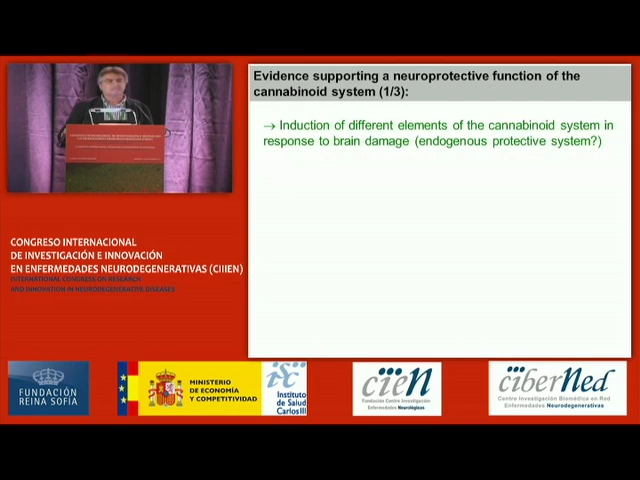 Evidence supporting a neuroprotective function of the
cannabinoid system (1/3):
→ Induction of different elements of the cannabinoid system in
response to brain damage (endogenous protective system?)
CONGRESO INTERNACIONAL
DE INVESTIGACIÓN E INNOVACIÓN
EN ENFERMEDADES NEURODEGENERATIVAS (CIIIEN)
INTERNATIONAL CONGRESS ON RESEARCH
AND INNOVATION IN NEURODEGENERATIVE DISEASES
FUNDACIÓN
REINA SOFÍA
MINISTERIO
DE ECONOMÍA
Y COMPETITIVIDAD
isc
Instituto
de Salud
Carlos III
cien
Fundación Centro Investigación
Enfermedades Neurológicas
ciberNed
Centro Investigación Biomédica en Red
Enfermedades Neurodegenerativas